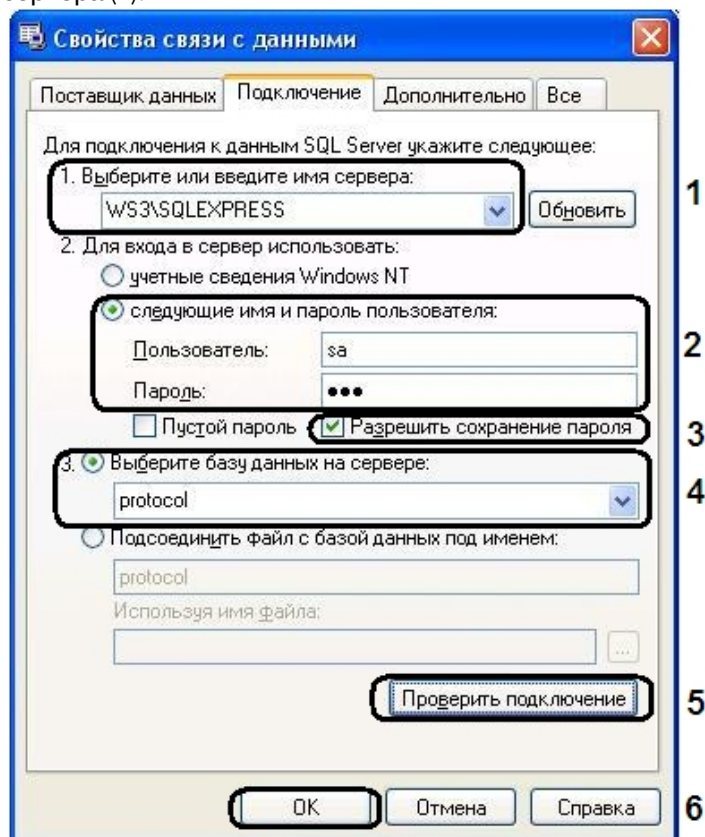 Свойства связи с данными
Поставщик данных Подключение Дополнительно Все
Для подключения к данным SQL Server укажите следующее:
1. Выберите или введите имя сервера: 1
WS3\SQLEXPRESS Обновить
2. Для входа в сервер использовать:
учетные сведения Windows NT
следующие имя и пароль пользователя:
Пользователь: sa 2
Пароль: •••
Пустой пароль Разрешить сохранение пароля 3
3. Выберите базу данных на сервере:
protocol 4
Подсоединить файл с базой данных под именем:
protocol
Используя имя файла:
...
Проверить подключение 5
ОК Отмена Справка 6